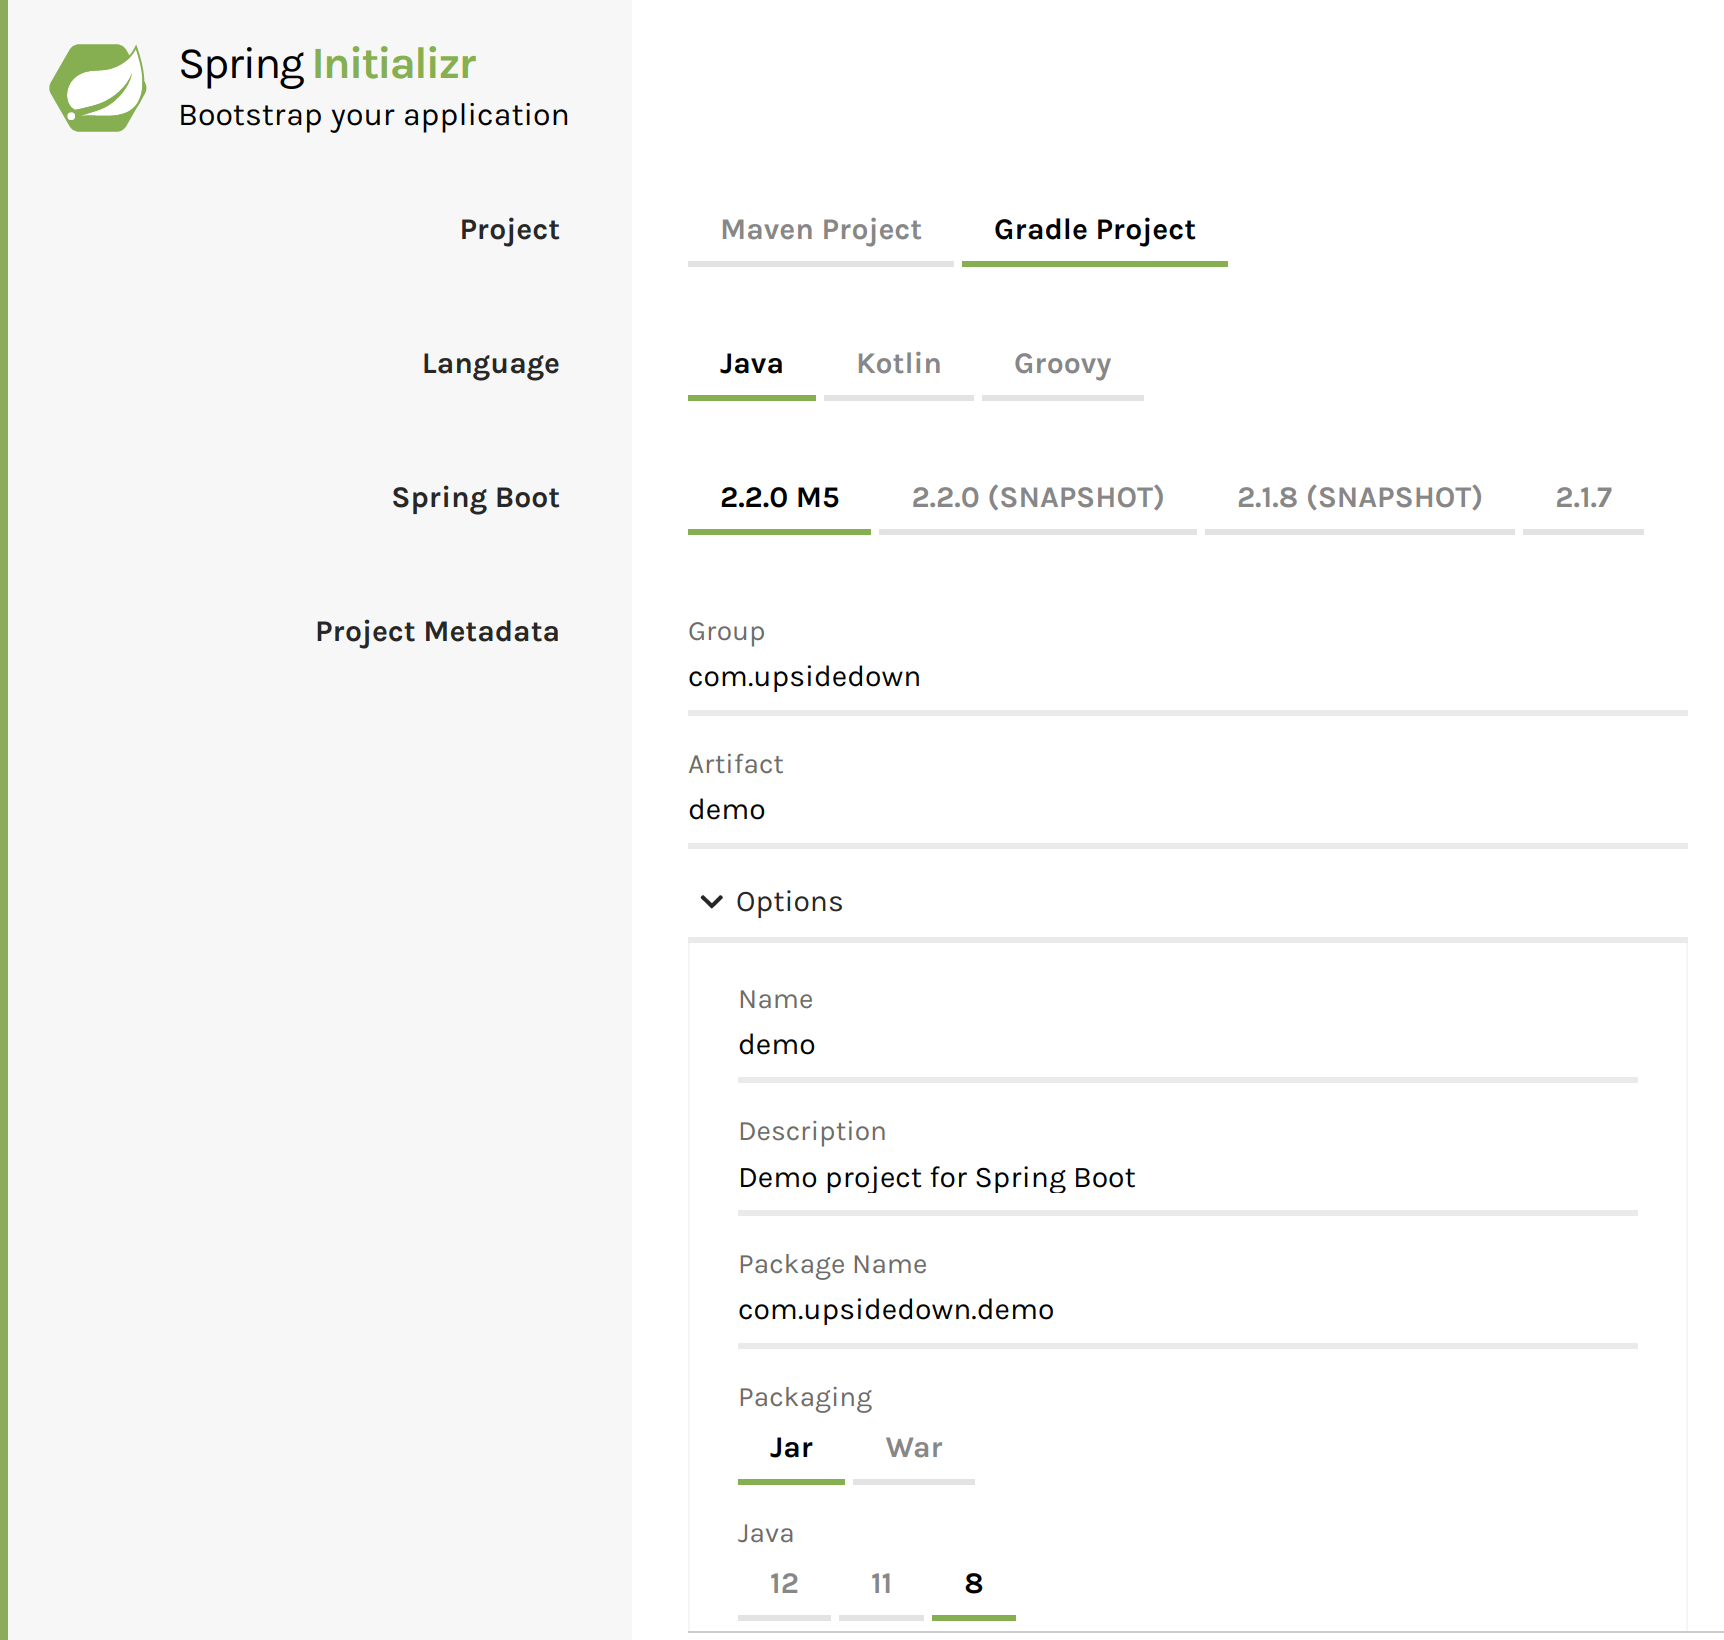 Spring Initializr
Bootstrap your application
Project
Maven Project Gradle Project
Language
Java Kotlin Groovy
Spring Boot
2.2.0 M5 2.2.0 (SNAPSHOT) 2.1.8 (SNAPSHOT) 2.1.7
Project Metadata
Group
com.upsidedown
Artifact
demo
Options
Name
demo
Description
Demo project for Spring Boot
Package Name
com.upsidedown.demo
Packaging
Jar War
Java
12 11 8